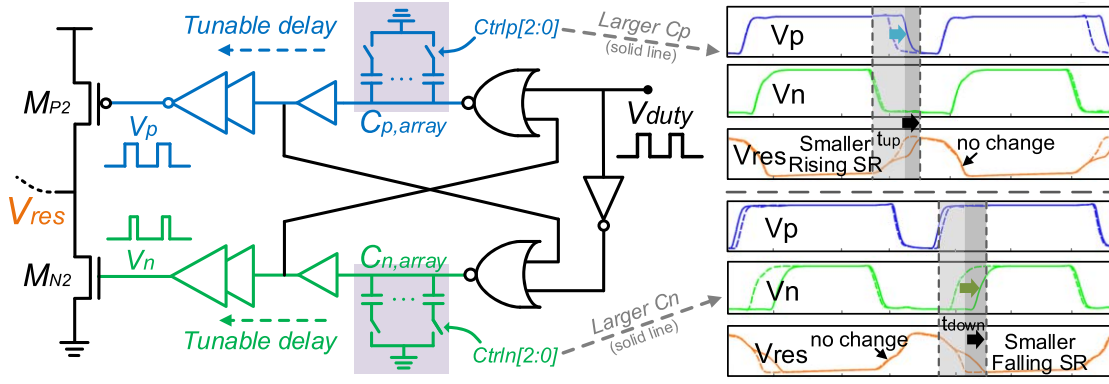 Tunable delay
Ctrlp[2:0]
Larger Cp
(solid line)
MP2
Vp
Cp,array
Vduty
Vres
Vn
MN2
Cn,array
Tunable delay
Ctrln[2:0]
Larger Cn
(solid line)
Vp
Vn
Vres
Smaller
Rising SR
tup
no change
Vp
Vn
Vres
no change
tdown
Smaller
Falling SR